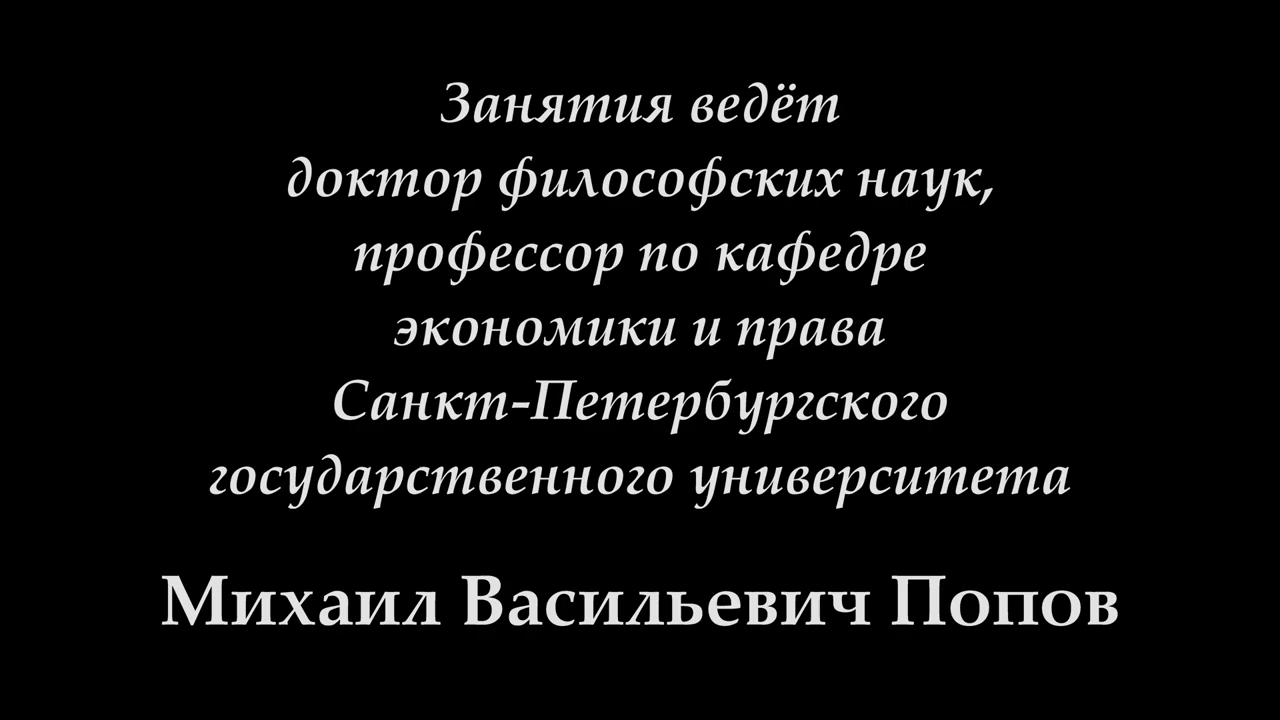 Занятия ведёт
доктор философских наук,
профессор по кафедре
экономики и права
Санкт-Петербургского
государственного университета
Михаил Васильевич Попов